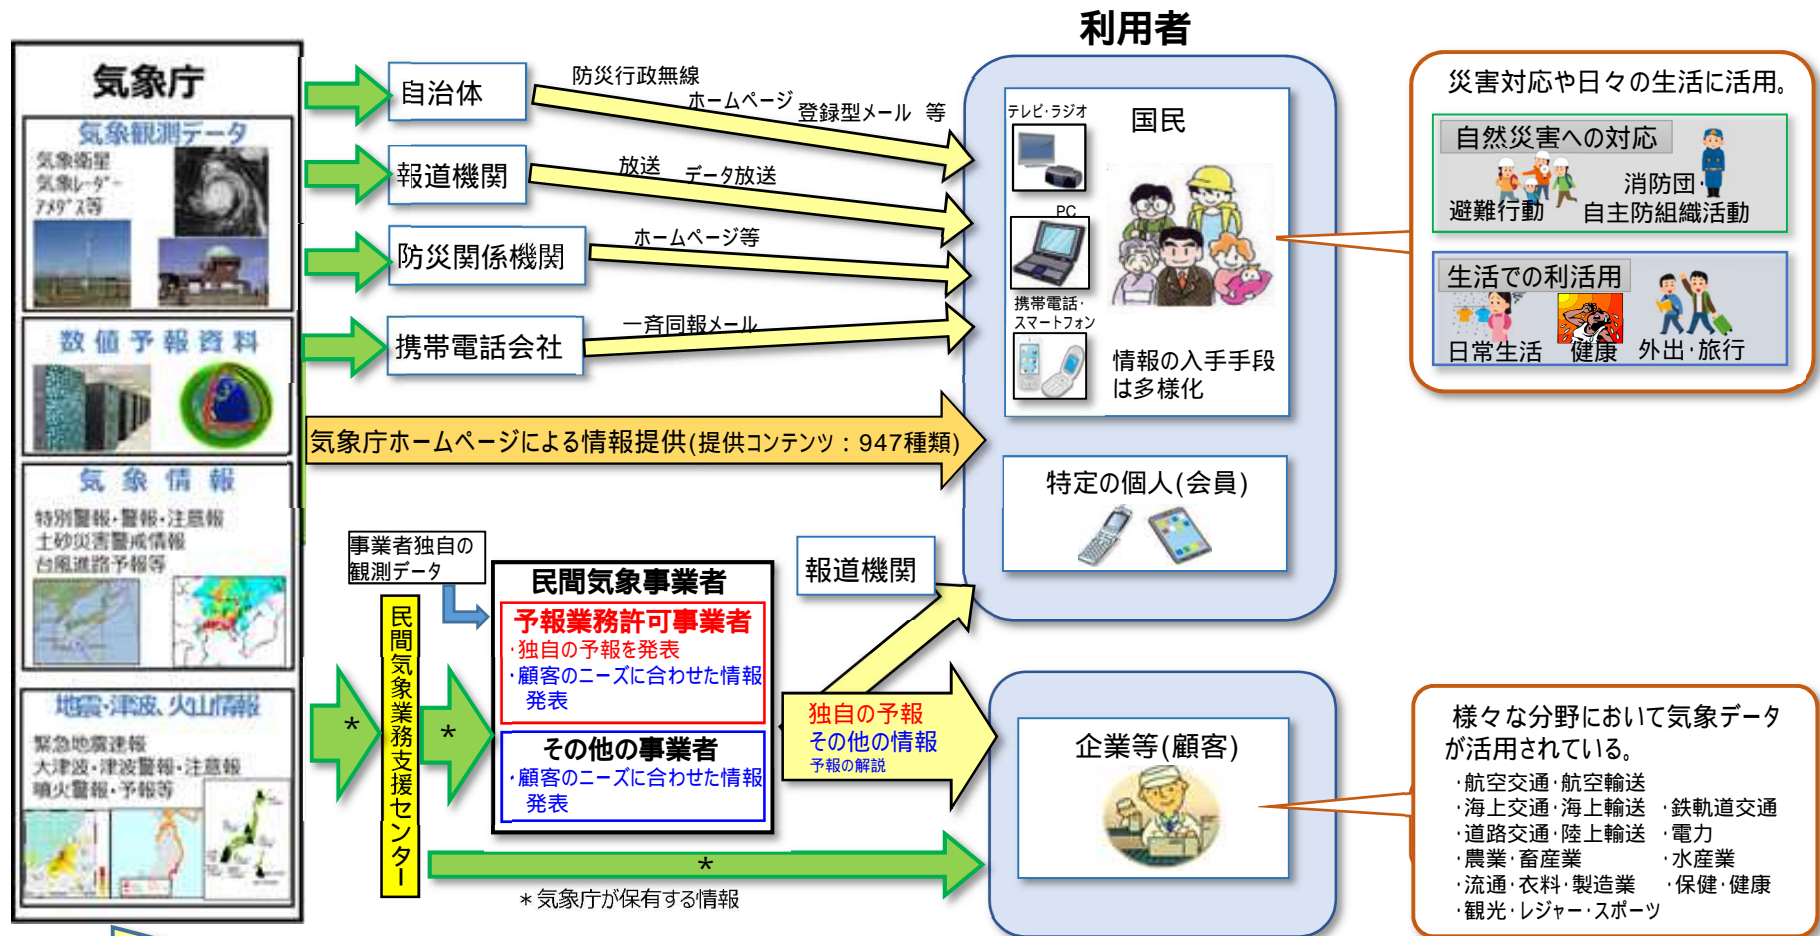 利用者
気象庁
気象観測データ
気象衛星
気象レーダー
アメダス等
数値予報資料
気象情報
特別警報・警報・注意報
土砂災害警戒情報
台風進路予報等
地震・津波、火山情報
緊急地震速報
大津波・津波警報・注意報
噴火警報・予報等
自治体
防災行政無線
ホームページ
登録型メール 等
報道機関
放送
データ放送
防災関係機関
ホームページ等
携帯電話会社
一斉同報メール
気象庁ホームページによる情報提供(提供コンテンツ：947種類)
テレビ・ラジオ
PC
携帯電話・
スマートフォン
国民
情報の入手手段
は多様化
特定の個人(会員)
災害対応や日々の生活に活用。
自然災害への対応
避難行動
消防団・
自主防組織活動
生活での利活用
日常生活
健康
外出・旅行
事業者独自の
観測データ
民間気象業務支援センター
民間気象事業者
予報業務許可事業者
・独自の予報を発表
・顧客のニーズに合わせた情報
発表
その他の事業者
・顧客のニーズに合わせた情報
発表
報道機関
独自の予報
その他の情報
予報の解説
*
*
*
＊気象庁が保有する情報
企業等(顧客)
様々な分野において気象データ
が活用されている。
・航空交通・航空輸送
・海上交通・海上輸送 ・鉄軌道交通
・道路交通・陸上輸送 ・電力
・農業・畜産業 ・水産業
・流通・衣料・製造業 ・保健・健康
・観光・レジャー・スポーツ